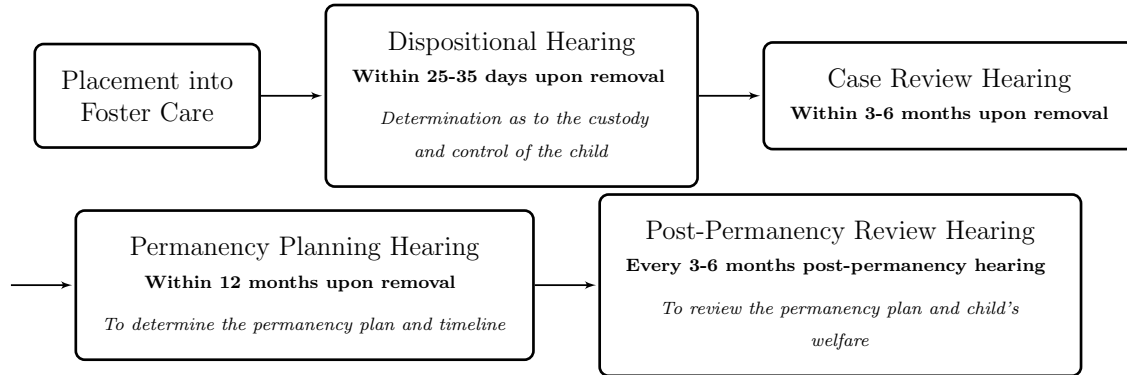 Placement into
Foster Care
Dispositional Hearing
Within 25-35 days upon removal
Determination as to the custody
and control of the child
Case Review Hearing
Within 3-6 months upon removal
Permanency Planning Hearing
Within 12 months upon removal
To determine the permanency plan and timeline
Post-Permanency Review Hearing
Every 3-6 months post-permanency hearing
To review the permanency plan and child's
welfare